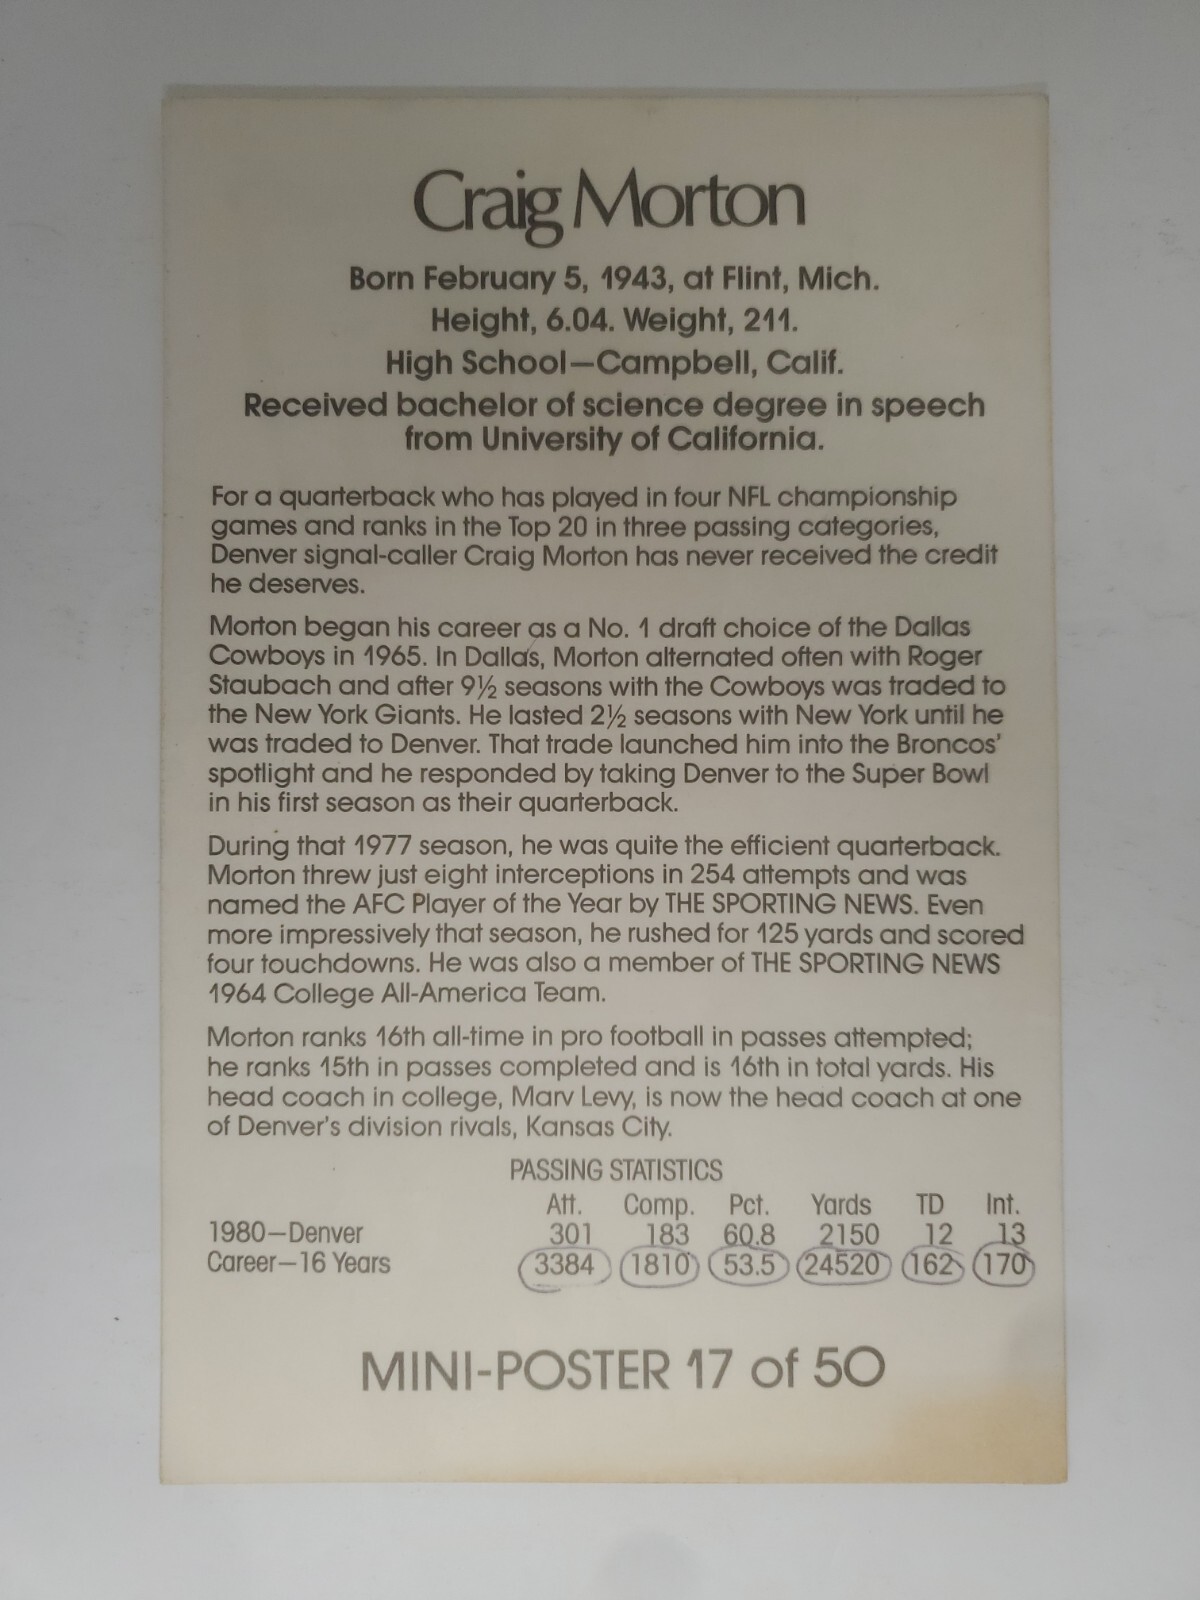 Craig Morton
Born February 5, 1943, at Flint, Mich.
Height, 6.04. Weight, 211.
High School—Campbell, Calif.
Received bachelor of science degree in speech
from University of California.
For a quarterback who has played in four NFL championship
games and ranks in the Top 20 in three passing categories,
Denver signal-caller Craig Morton has never received the credit
he deserves.
Morton began his career as a No. 1 draft choice of the Dallas
Cowboys in 1965. In Dallas, Morton alternated often with Roger
Staubach and after 9½ seasons with the Cowboys was traded to
the New York Giants. He lasted 2½ seasons with New York until he
was traded to Denver. That trade launched him into the Broncos'
spotlight and he responded by taking Denver to the Super Bowl
in his first season as their quarterback.
During that 1977 season, he was quite the efficient quarterback.
Morton threw just eight interceptions in 254 attempts and was
named the AFC Player of the Year by THE SPORTING NEWS. Even
more impressively that season, he rushed for 125 yards and scored
four touchdowns. He was also a member of THE SPORTING NEWS
1964 College All-America Team.
Morton ranks 16th all-time in pro football in passes attempted;
he ranks 15th in passes completed and is 16th in total yards. His
head coach in college, Marv Levy, is now the head coach at one
of Denver's division rivals, Kansas City.
PASSING STATISTICS
Att. Comp. Pct. Yards TD Int.
1980—Denver 301 183 60.8 2150 12 13
Career—16 Years 3384 1810 53.5 24520 162 170
MINI-POSTER 17 of 50